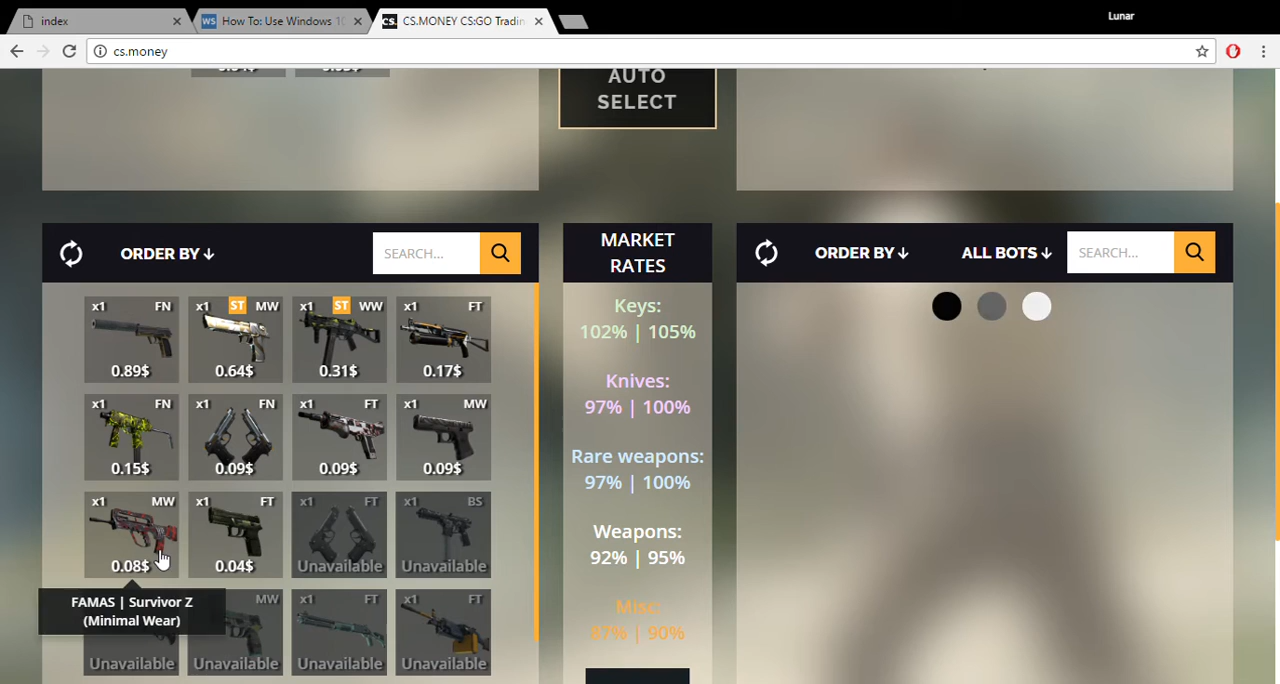 index
How To: Use Windows 10
CS. CS.MONEY CS:GO Tradin
Lunar
cs.money
AUTO
SELECT
ORDER BY
SEARCH...
MARKET
RATES
ORDER BY
ALL BOTS
SEARCH...
x1 FN
x1 ST MW
x1 ST WW
x1 FT
0.89$
0.64$
0.31$
0.17$
Keys:
102% | 105%
x1 FN
x1 FN
x1 FT
x1 MW
0.15$
0.09$
0.09$
0.09$
Knives:
97% | 100%
Rare weapons:
97% | 100%
x1 MW
x1 FT
x1 FT
x1 BS
0.08$
0.04$
Unavailable
Unavailable
Weapons:
92% | 95%
FAMAS | Survivor Z
(Minimal Wear)
MW
x1 FT
x1 FT
Unavailable
Unavailable
Unavailable
Unavailable
Misc:
87% | 90%